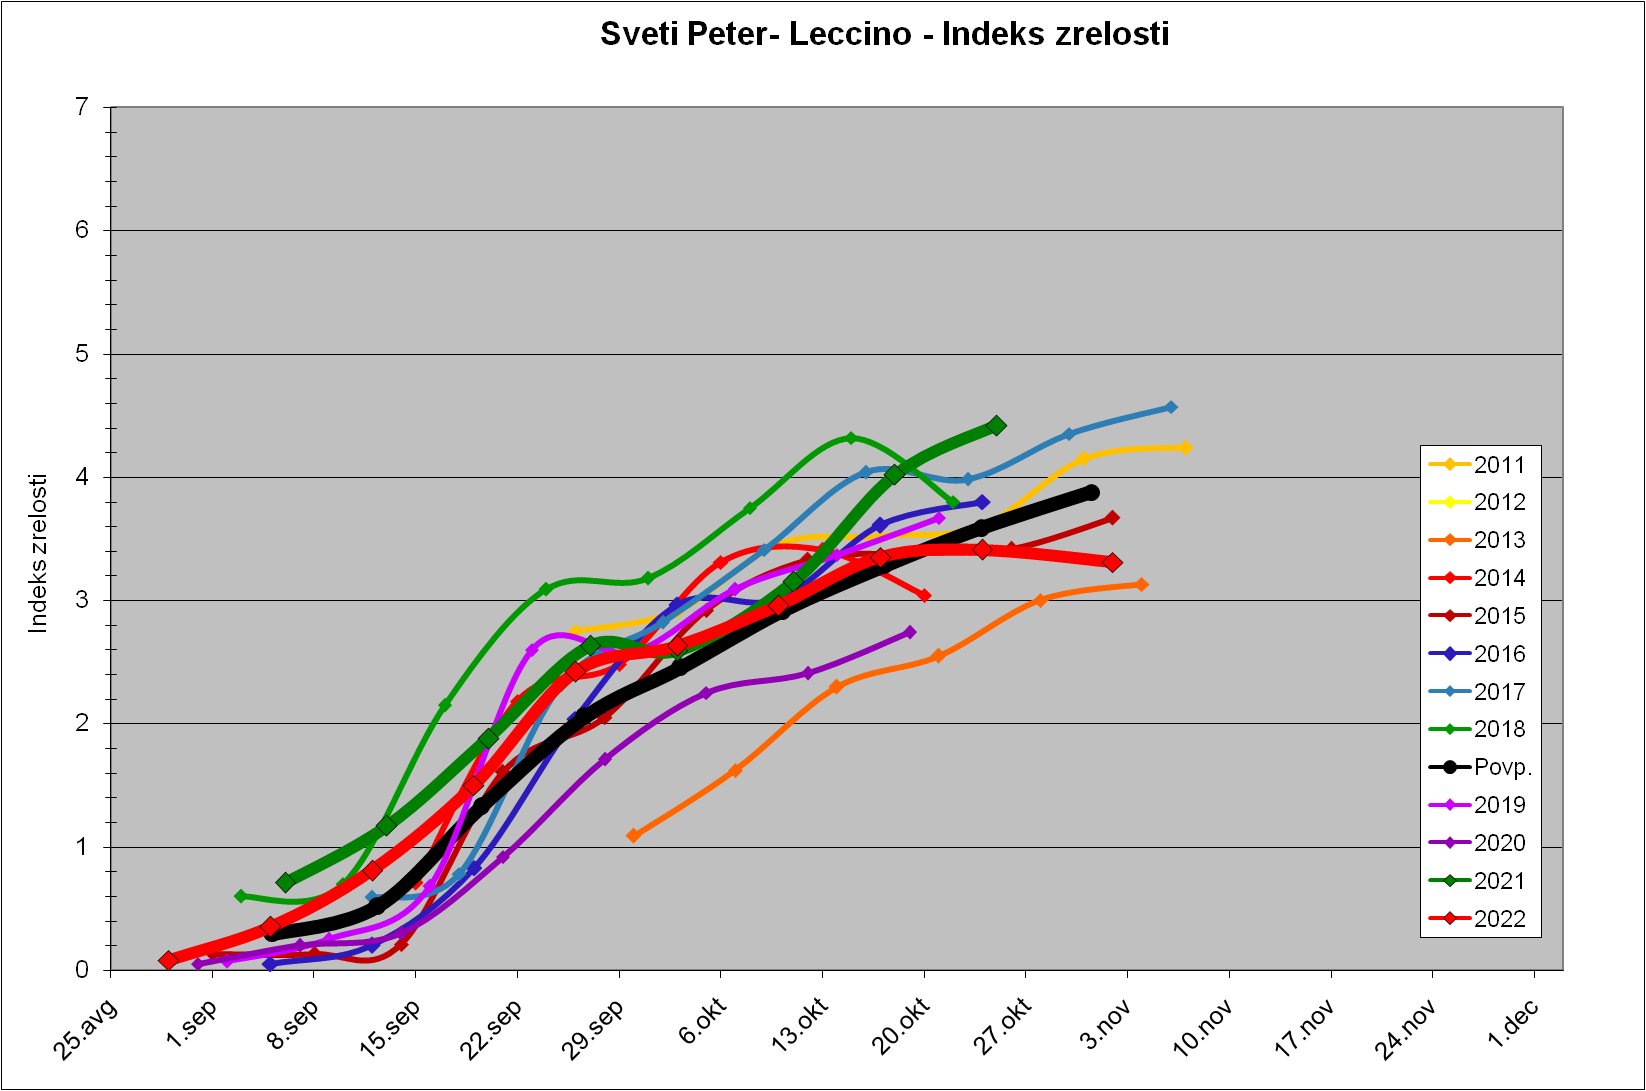 Sveti Peter- Leccino - Indeks zrelosti
7
6
5
4
3
2
1
0
Indeks zrelosti
25.avg
1.sep
8.sep
15.sep
22.sep
29.sep
6.okt
13.okt
20.okt
27.okt
3.nov
10.nov
17.nov
24.nov
1.dec
2011
2012
2013
2014
2015
2016
2017
2018
Povp.
2019
2020
2021
2022